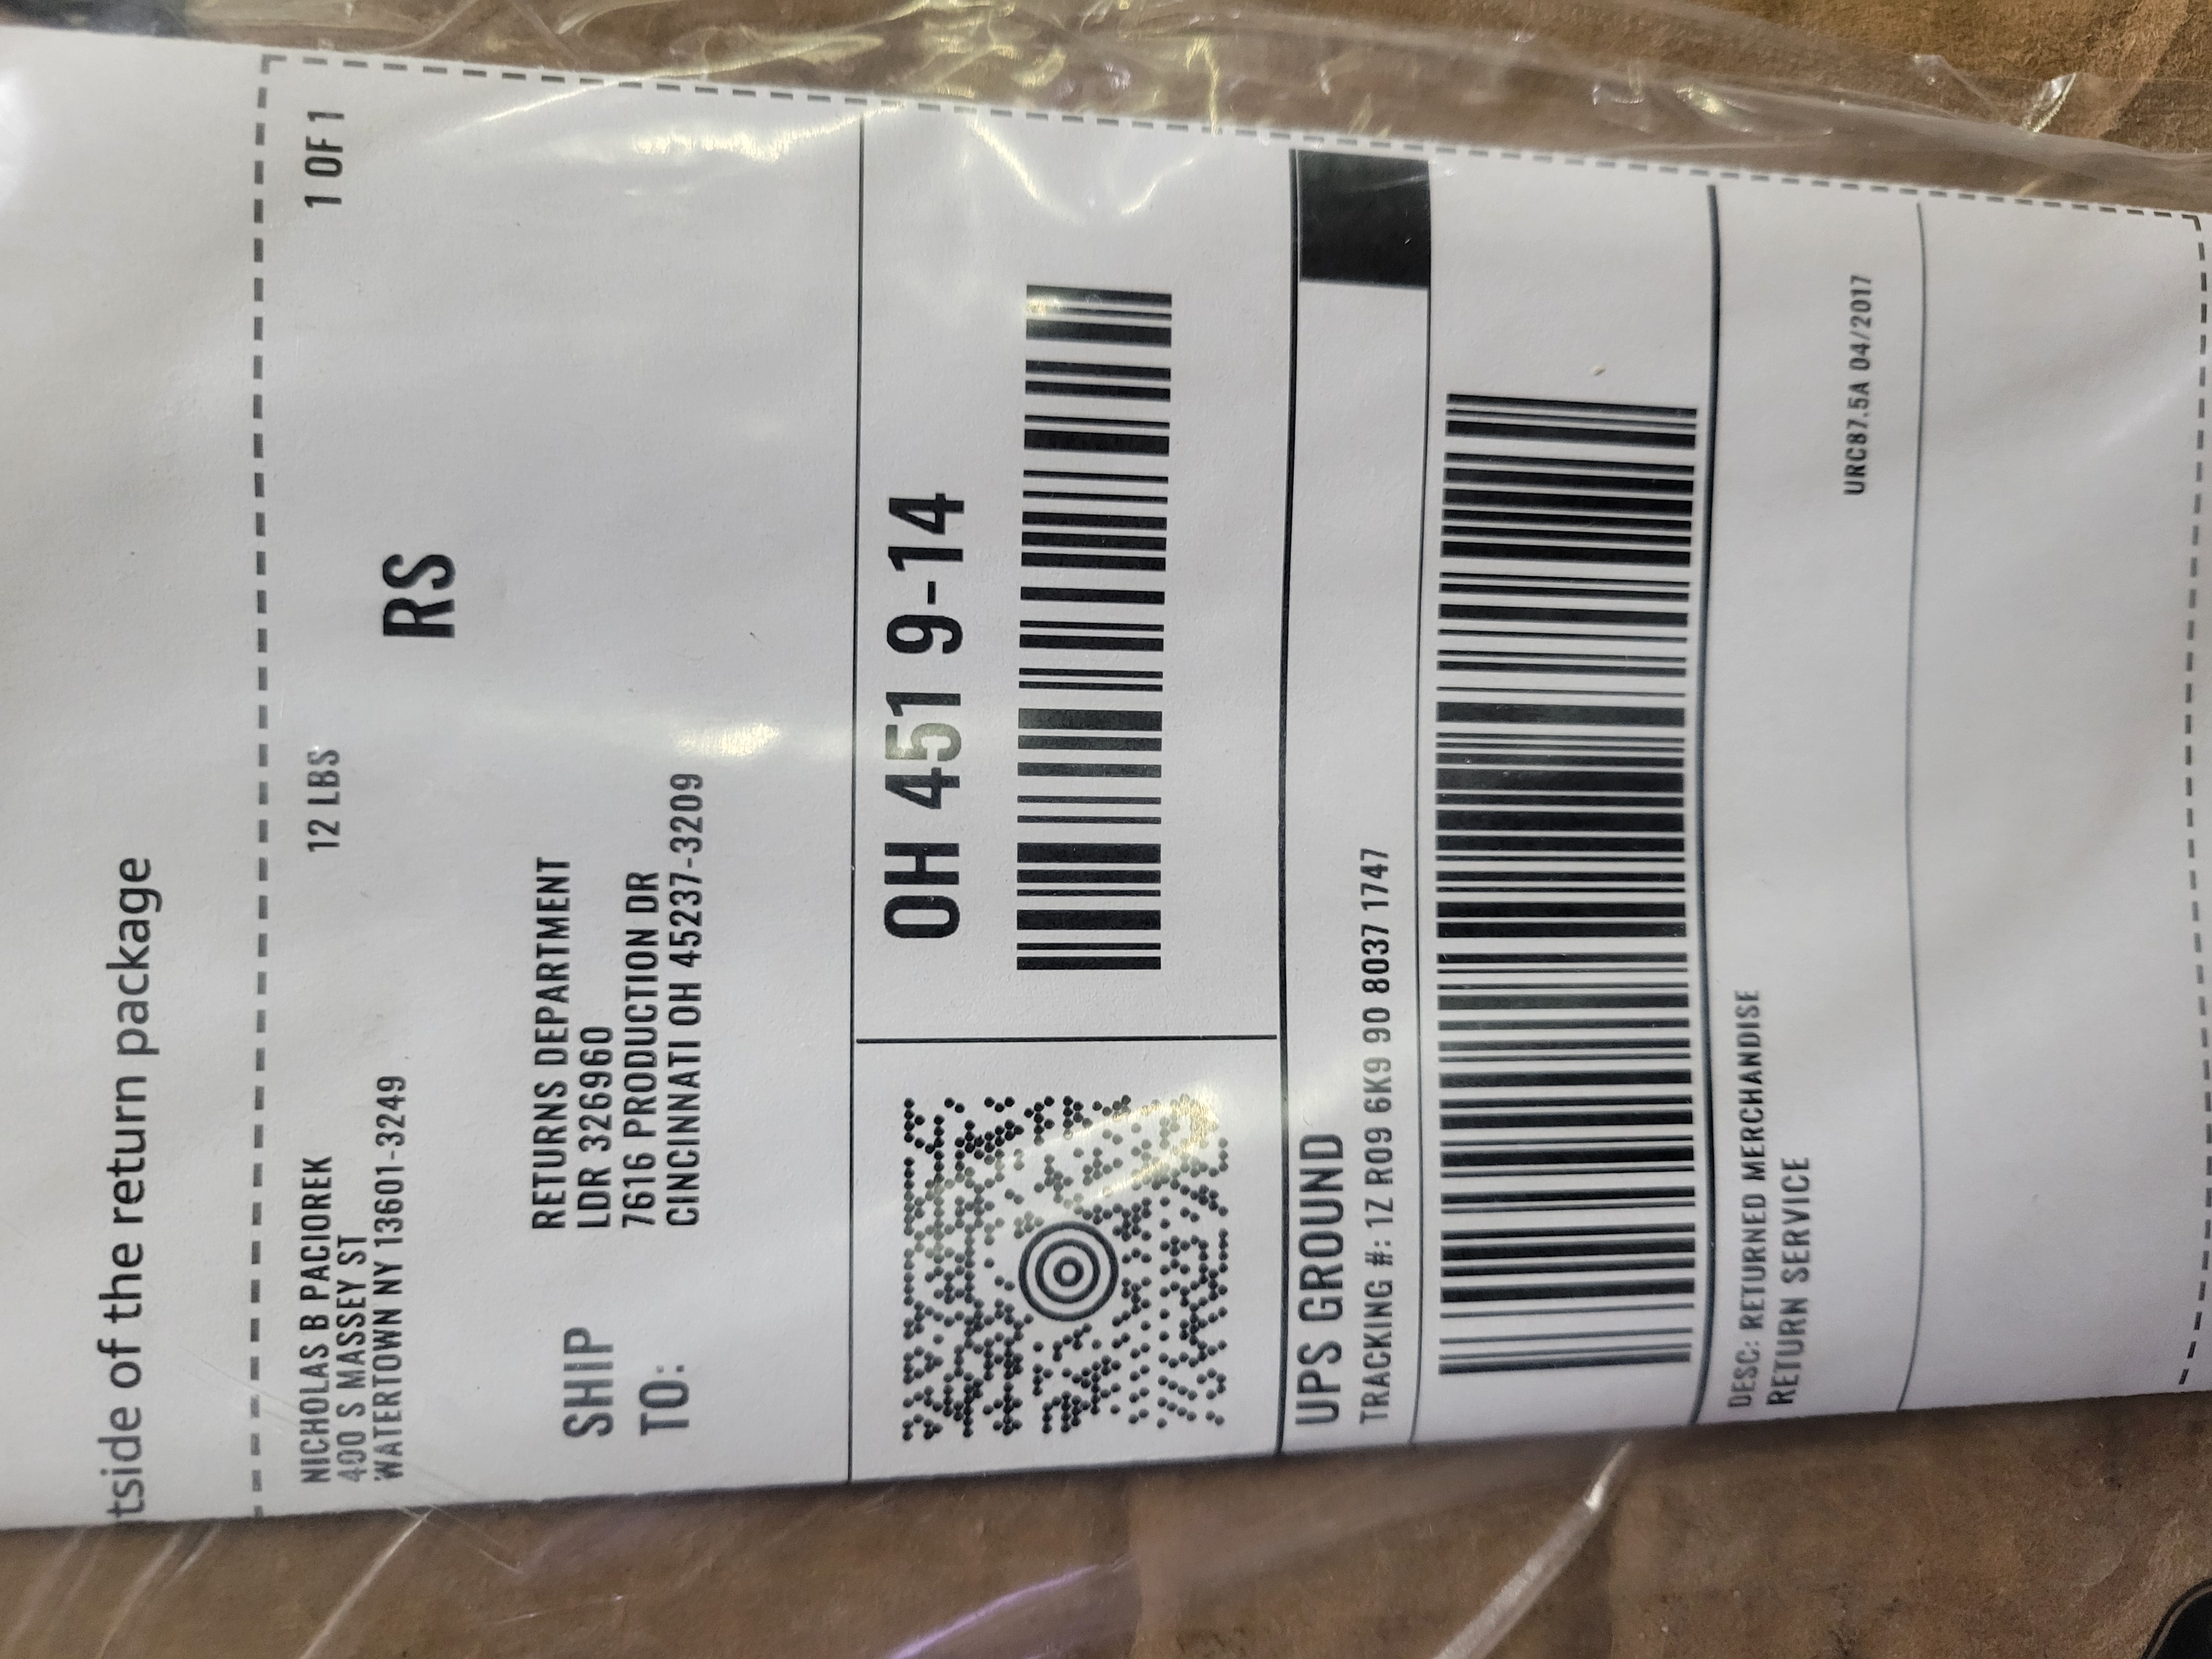 tside of the return package
NICHOLAS B PACIOREK
400 S MASSEY ST
WATERTOWN NY 13601-3249
12 LBS
1 OF 1
RS
SHIP
TO:
RETURNS DEPARTMENT
LDR 326960
7616 PRODUCTION DR
CINCINNATI OH 45237-3209
OH 451 9-14
UPS GROUND
TRACKING #: 1Z R09 6K9 90 8037 1747
DESC: RETURNED MERCHANDISE
RETURN SERVICE
URC87.5A 04/2017